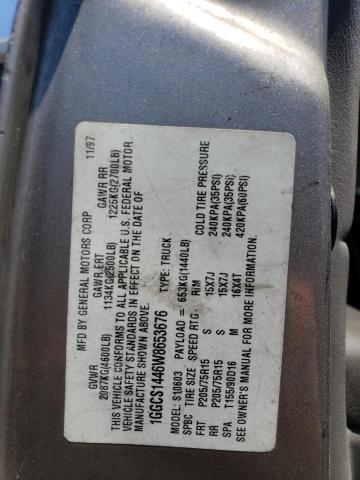 MFD BY GENERAL MOTORS CORP 11/97
GVWR GAWR FRT GAWR RR
2087KG(4600LB) 1134KG(2500LB) 1225KG(2700LB)
THIS VEHICLE CONFORMS TO ALL APPLICABLE U.S. FEDERAL MOTOR
VEHICLE SAFETY STANDARDS IN EFFECT ON THE DATE OF
MANUFACTURE SHOWN ABOVE.
1GGCS1446W8653676 TYPE: TRUCK
MODEL: S10603 PAYLOAD = 653KG(1440LB)
SPBC TIRE SIZE SPEED RTG RIM COLD TIRE PRESSURE
FRT P205/75R15 S 15X7J 240KPA(35PSI)
RR P205/75R15 S 15X7J 240KPA(35PSI)
SPA T155/90D16 M 16X4T 420KPA(60PSI)
SEE OWNER'S MANUAL FOR MORE INFORMATION.